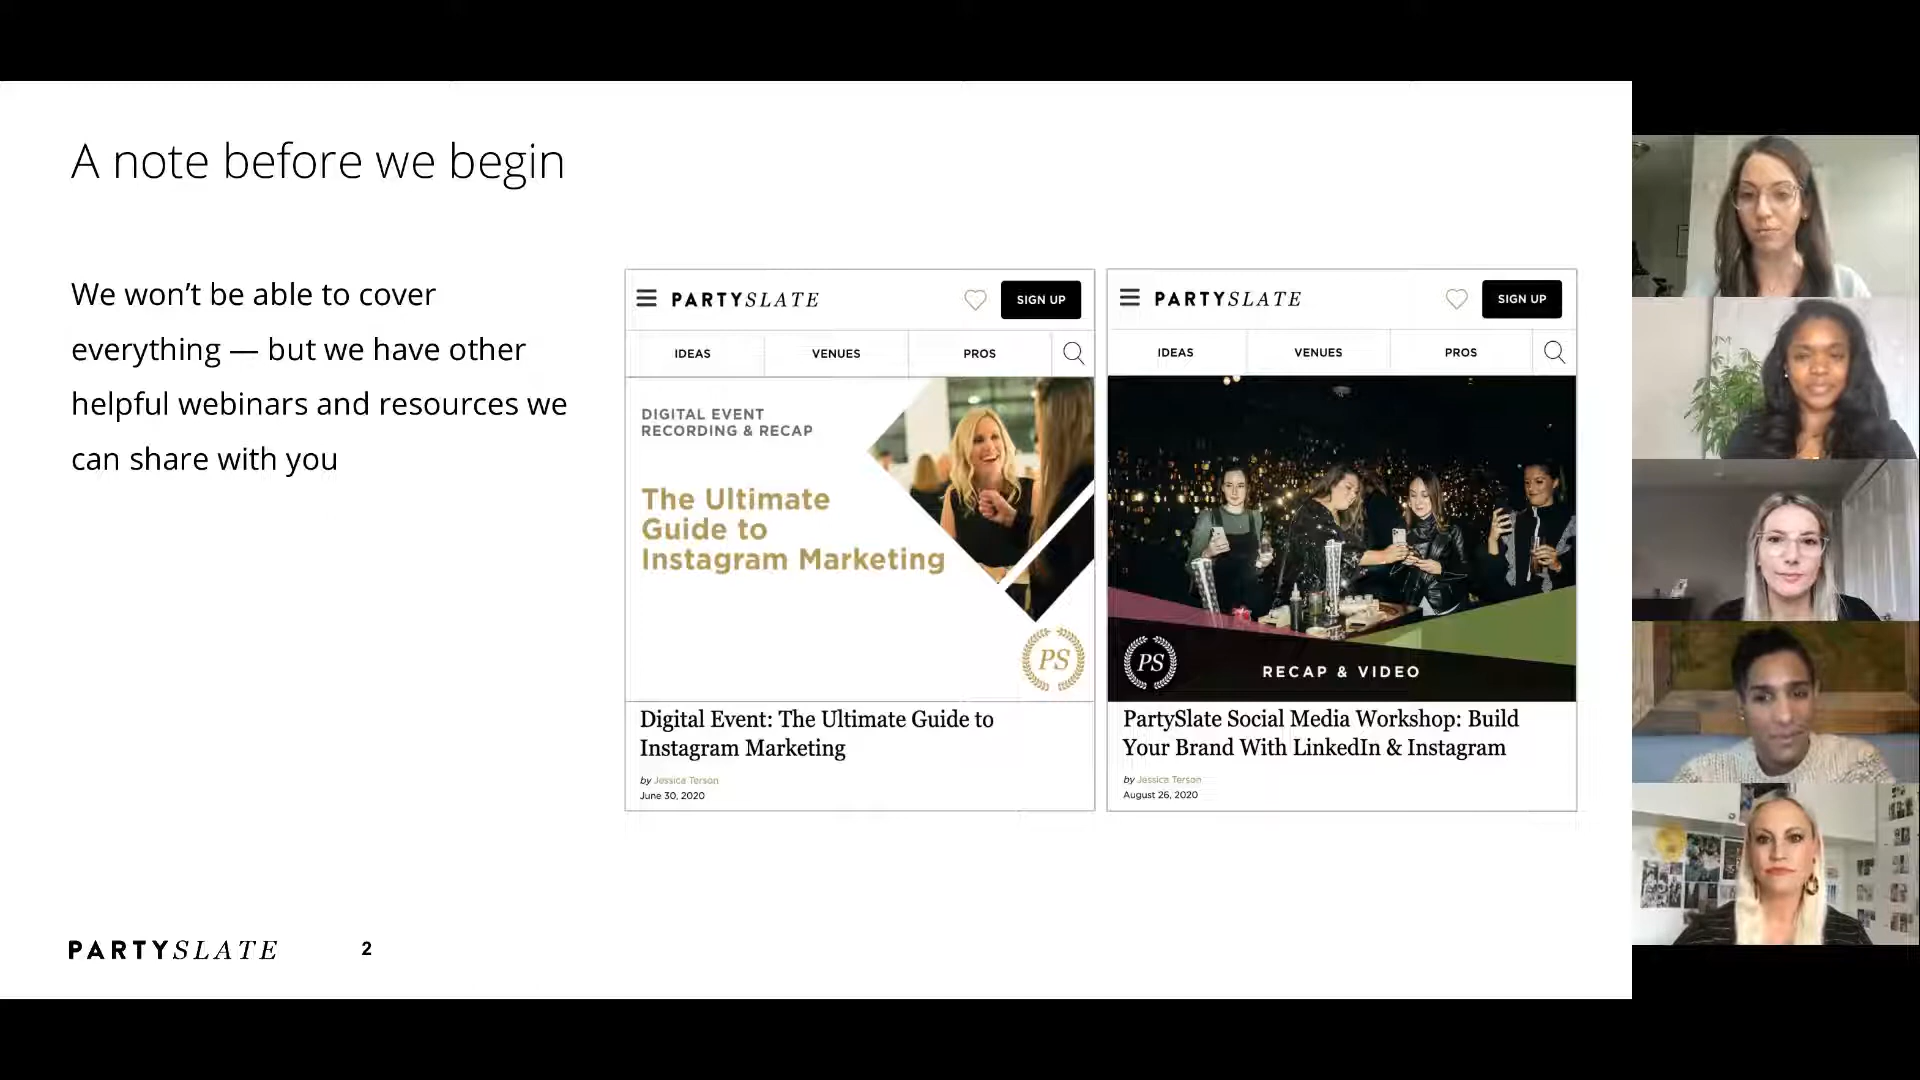 A note before we begin
We won't be able to cover
everything — but we have other
helpful webinars and resources we
can share with you
PARTYSLATE
SIGN UP
IDEAS
VENUES
PROS
DIGITAL EVENT
RECORDING & RECAP
The Ultimate
Guide to
Instagram Marketing
PS
Digital Event: The Ultimate Guide to
Instagram Marketing
by Jessica Terson
June 30, 2020
PARTYSLATE
SIGN UP
IDEAS
VENUES
PROS
PS
RECAP & VIDEO
PartySlate Social Media Workshop: Build
Your Brand With LinkedIn & Instagram
by Jessica Terson
August 26, 2020
PARTYSLATE
2